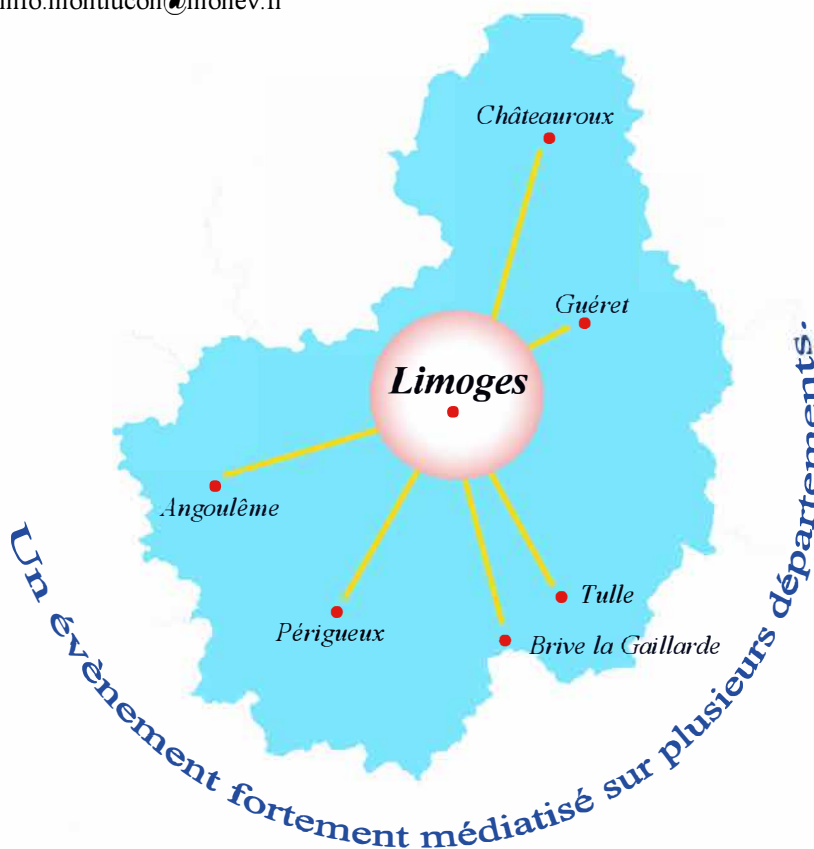 Châteauroux
Guéret
Limoges
Angoulême
Tulle
Périgueux
Brive la Gaillarde
Un évènement fortement médiatisé sur plusieurs départements.